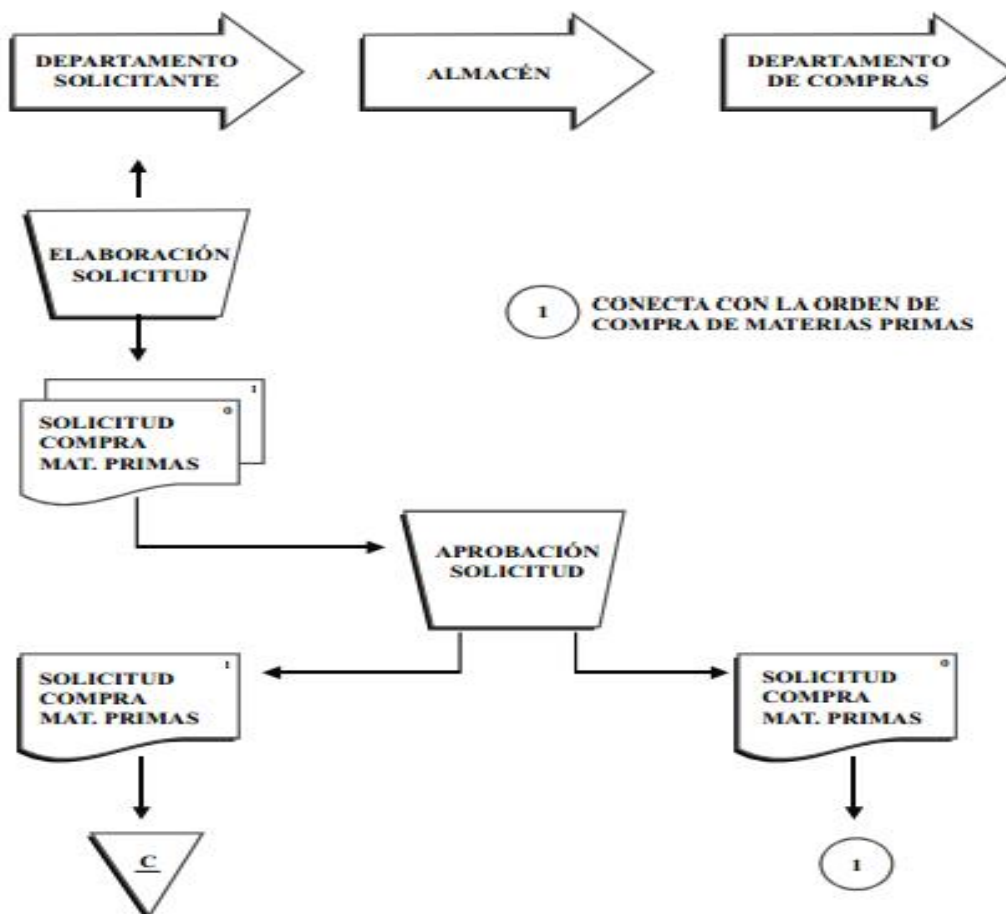 DEPARTAMENTO
SOLICITANTE
ALMACÉN
DEPARTAMENTO
DE COMPRAS
ELABORACIÓN
SOLICITUD
1
CONECTA CON LA ORDEN DE
COMPRA DE MATERIAS PRIMAS
1
0
SOLICITUD
COMPRA
MAT. PRIMAS
APROBACIÓN
SOLICITUD
1
SOLICITUD
COMPRA
MAT. PRIMAS
0
SOLICITUD
COMPRA
MAT. PRIMAS
C
1